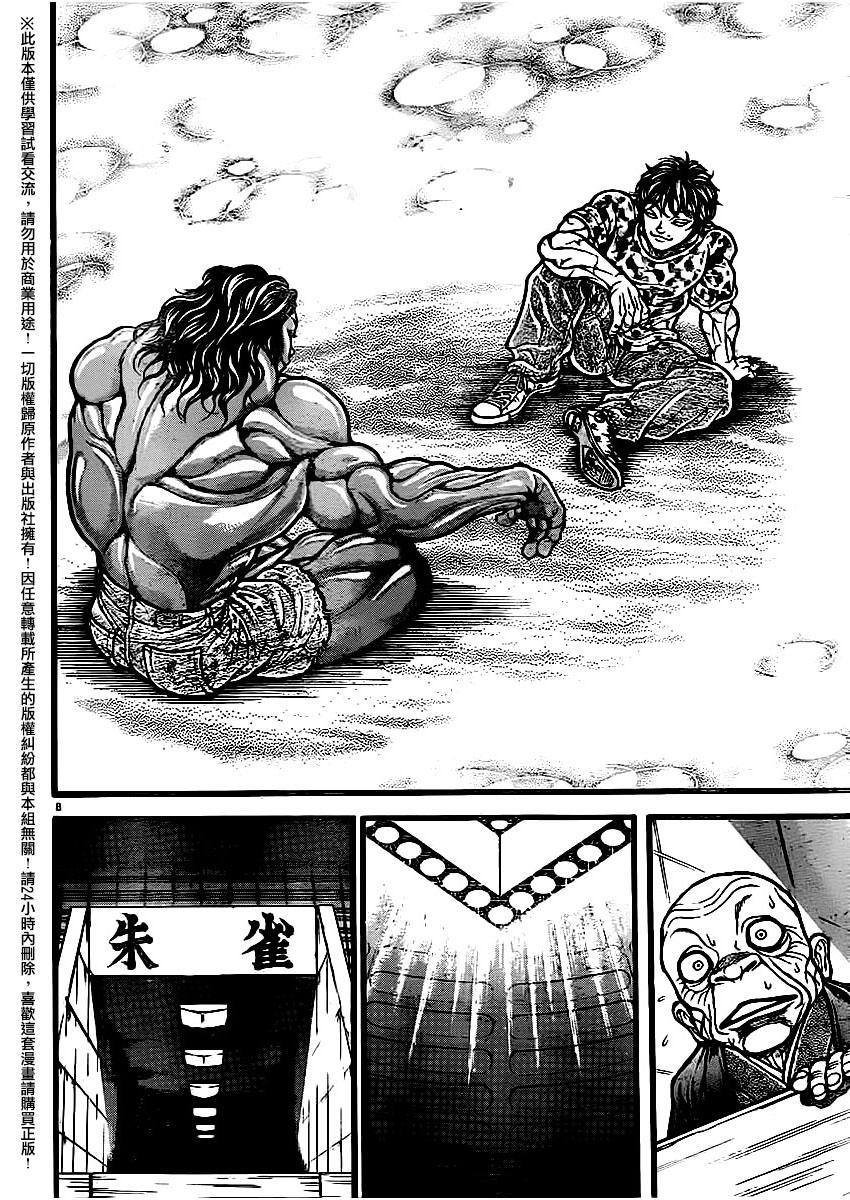 ※此版本僅供學習試看交流，請勿用於商業用途！一切版權歸原作者與出版社擁有！因任意轉載所產生的版權糾紛都與本組無關！請24小時內刪除，喜歡這套漫畫請購買正版！
8
朱雀